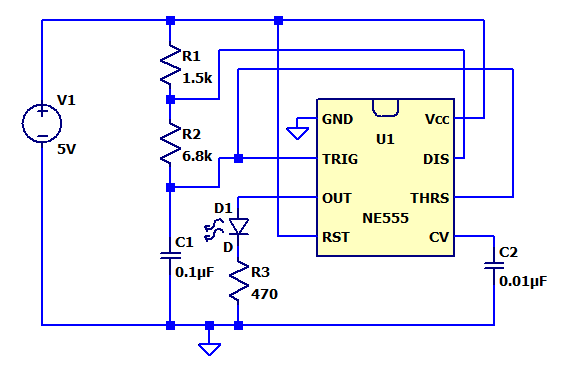 R1
1.5k
V1
5V
R2
6.8k
GND
VCC
U1
TRIG
DIS
OUT
THRS
NE555
RST
CV
D1
D
C1
0.1µF
R3
470
C2
0.01µF